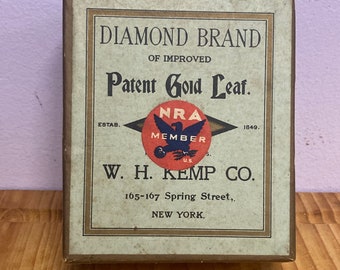 DIAMOND BRAND
OF IMPROVED
Patent Gold Leaf.
ESTAB. 1849.
NRA
MEMBER
U.S.
W. H. KEMP CO.
165-167 Spring Street,
NEW YORK.